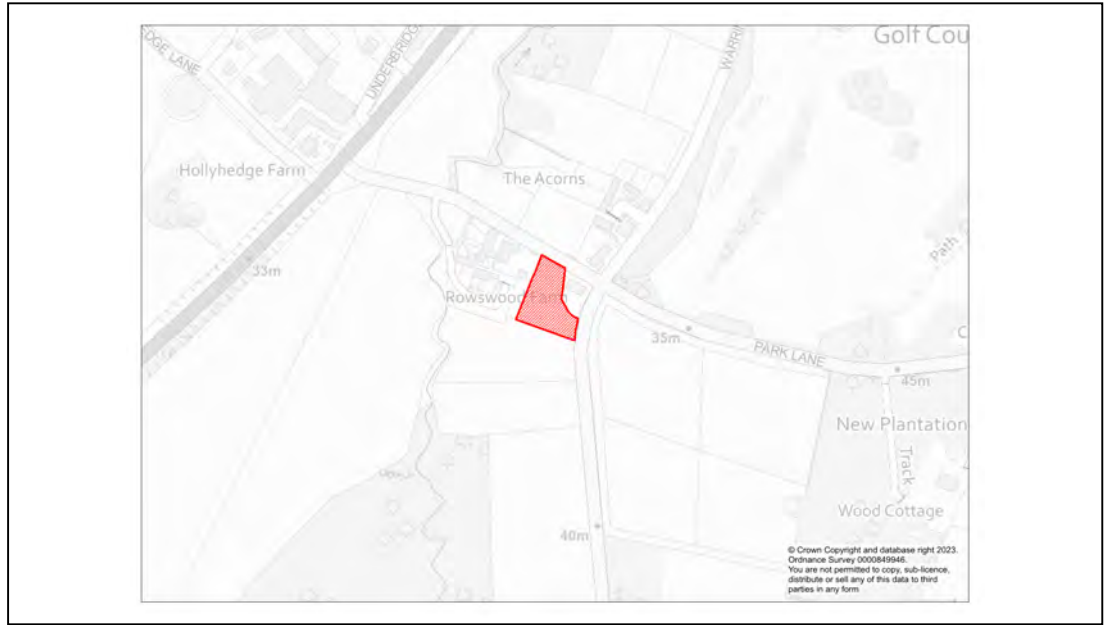 Golf Cou
EDGE LANE
UNDERBRIDG
WARRI
Hollyhedge Farm
The Acorns
Path
33m
Rowswood Farm
35m
PARK LANE
C
45m
New Plantation
Track
Wood Cottage
40m
© Crown Copyright and database right 2023.
Ordnance Survey 0000849946.
You are not permitted to copy, sub-licence,
distribute or sell any of this data to third
parties in any form